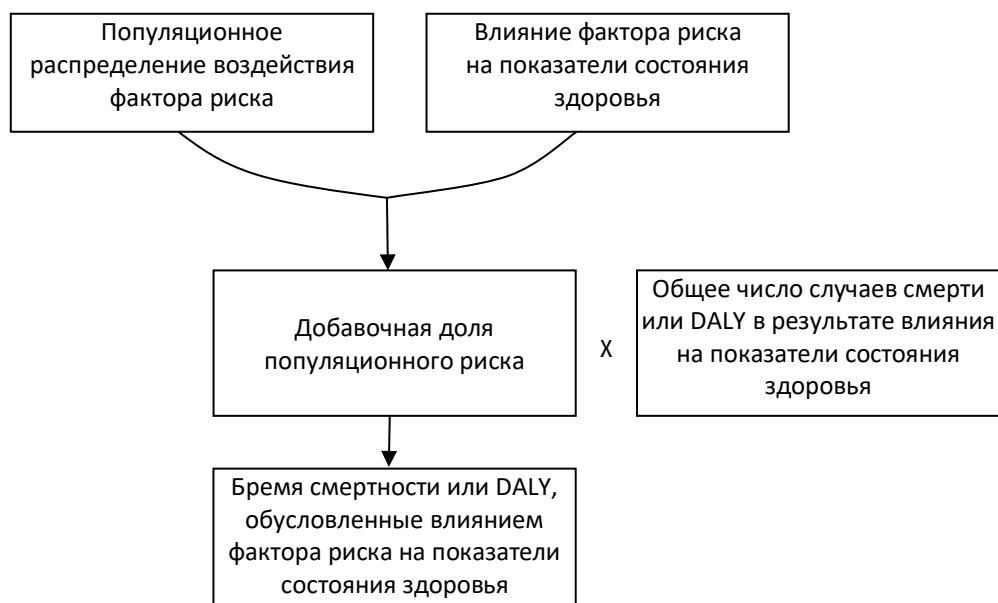 Популяционное
распределение воздействия
фактора риска
Влияние фактора риска
на показатели состояния
здоровья
Добавочная доля
популяционного риска
X
Общее число случаев смерти
или DALY в результате влияния
на показатели состояния
здоровья
Бремя смертности или DALY,
обусловленные влиянием
фактора риска на показатели
состояния здоровья